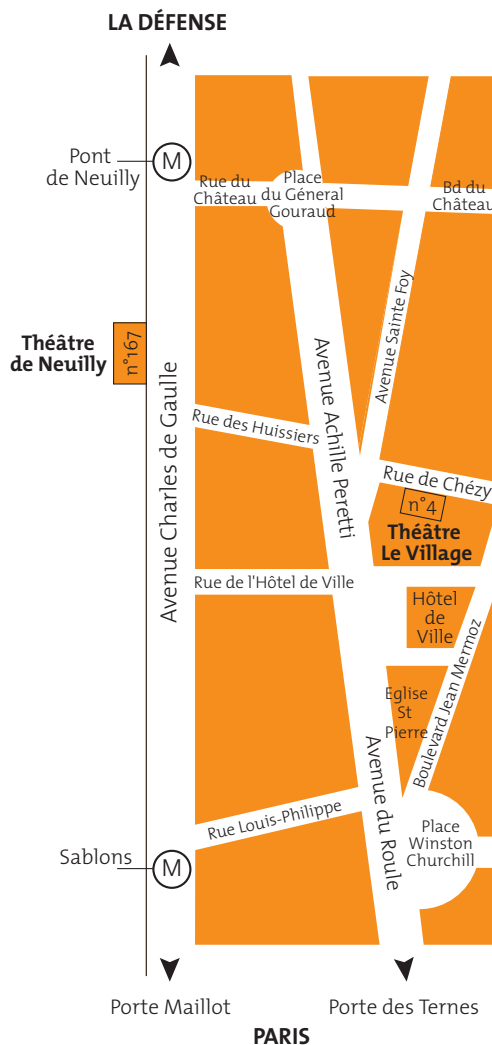 LA DÉFENSE
Pont
de Neuilly
M
Rue du
Château
Place
du Géneral
Gouraud
Bd du
Château
Avenue Sainte Foy
Théâtre
de Neuilly
n°167
Avenue Charles de Gaulle
Avenue Achille Peretti
Rue des Huissiers
Rue de Chézy
n°4
Théâtre
Le Village
Rue de l'Hôtel de Ville
Hôtel
de
Ville
Boulevard Jean Mermoz
Eglise
St
Pierre
Avenue du Roule
Rue Louis-Philippe
Place
Winston
Churchill
Sablons
M
Porte Maillot
Porte des Ternes
PARIS